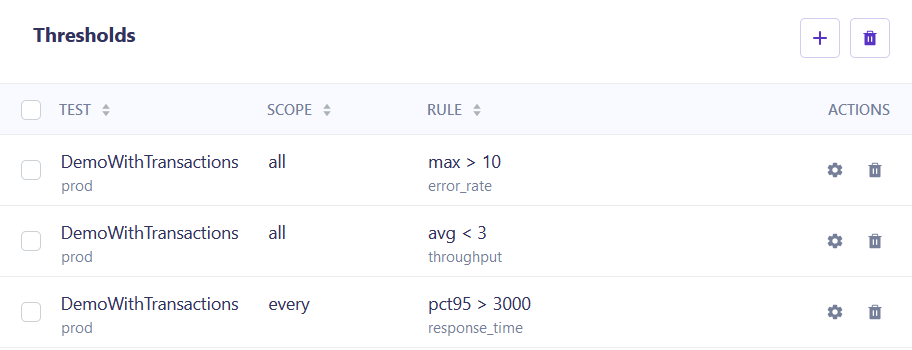 Thresholds
TEST SCOPE RULE ACTIONS
DemoWithTransactions all max > 10
prod error_rate
DemoWithTransactions all avg < 3
prod throughput
DemoWithTransactions every pct95 > 3000
prod response_time